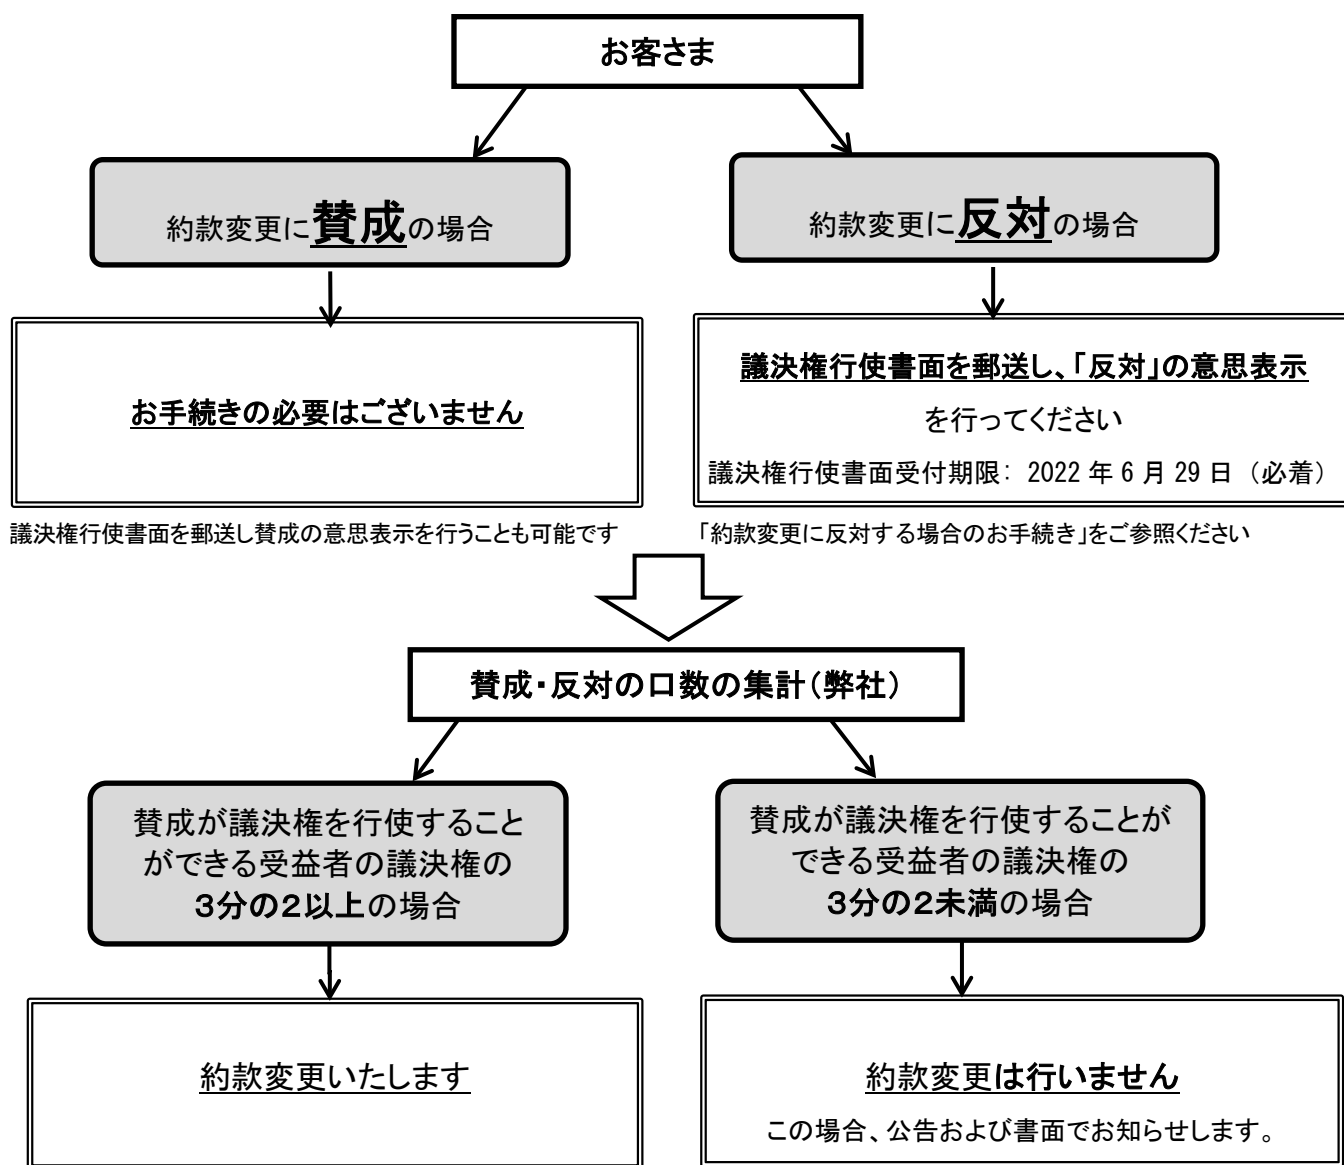 お客さま
約款変更に賛成の場合
約款変更に反対の場合
お手続きの必要はございません
議決権行使書面を郵送し、「反対」の意思表示
を行ってください
議決権行使書面受付期限： 2022 年 6 月 29 日 （必着）
議決権行使書面を郵送し賛成の意思表示を行うことも可能です
「約款変更に反対する場合のお手続き」をご参照ください
賛成・反対の口数の集計（弊社）
賛成が議決権を行使すること
ができる受益者の議決権の
３分の２以上の場合
賛成が議決権を行使することが
できる受益者の議決権の
３分の２未満の場合
約款変更いたします
約款変更は行いません
この場合、公告および書面でお知らせします。